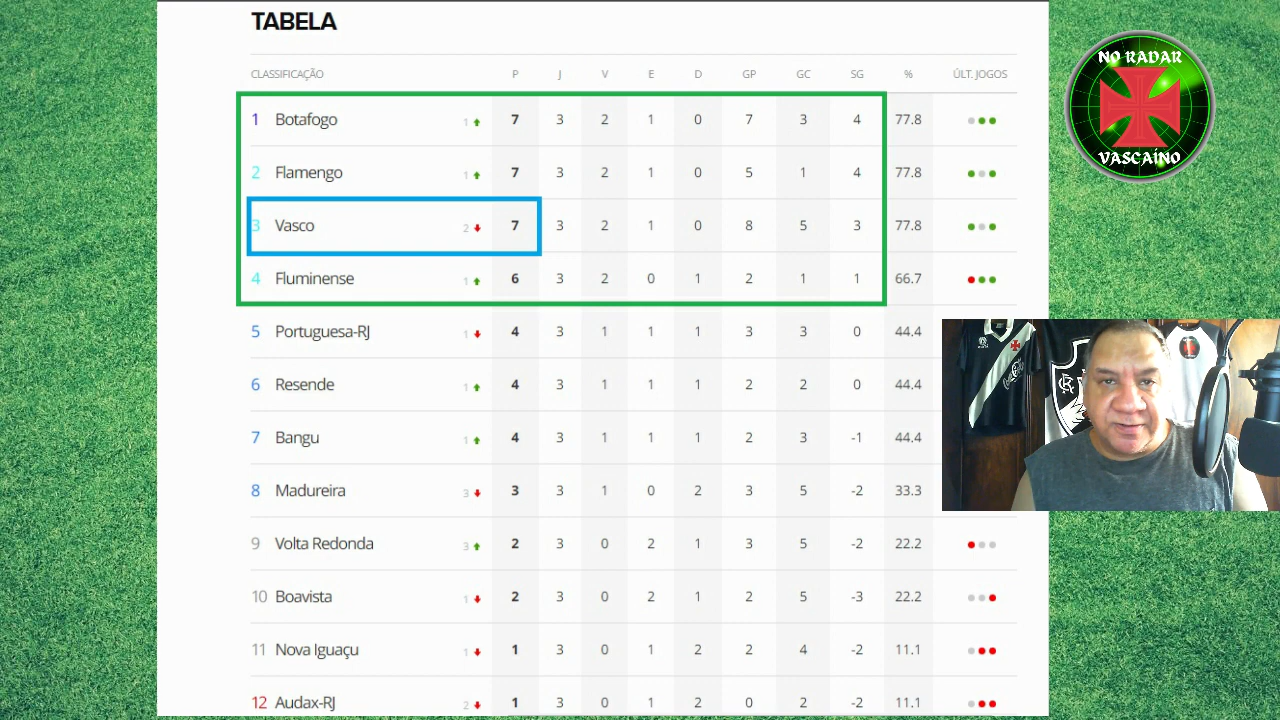 TABELA
CLASSIFICAÇÃO P J V E D GP GC SG % ÚLT. JOGOS
NO RADAR
VASCAÍNO
1 Botafogo 1 7 3 2 1 0 7 3 4 77.8
2 Flamengo 1 7 3 2 1 0 5 1 4 77.8
3 Vasco 2 7 3 2 1 0 8 5 3 77.8
4 Fluminense 1 6 3 2 0 1 2 1 1 66.7
5 Portuguesa-RJ 1 4 3 1 1 1 3 3 0 44.4
6 Resende 1 4 3 1 1 1 2 2 0 44.4
7 Bangu 1 4 3 1 1 1 2 3 -1 44.4
8 Madureira 3 3 3 1 0 2 3 5 -2 33.3
9 Volta Redonda 3 2 3 0 2 1 3 5 -2 22.2
10 Boavista 1 2 3 0 2 1 2 5 -3 22.2
11 Nova Iguaçu 1 1 3 0 1 2 2 4 -2 11.1
12 Audax-RJ 2 1 3 0 1 2 0 2 -2 11.1